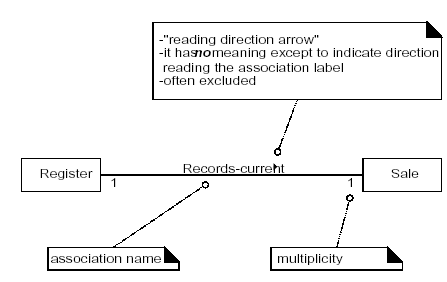 -"reading direction arrow"
-it has no meaning except to indicate direction
reading the association label
-often excluded
Records-current
Register
Sale
1
1
association name
multiplicity